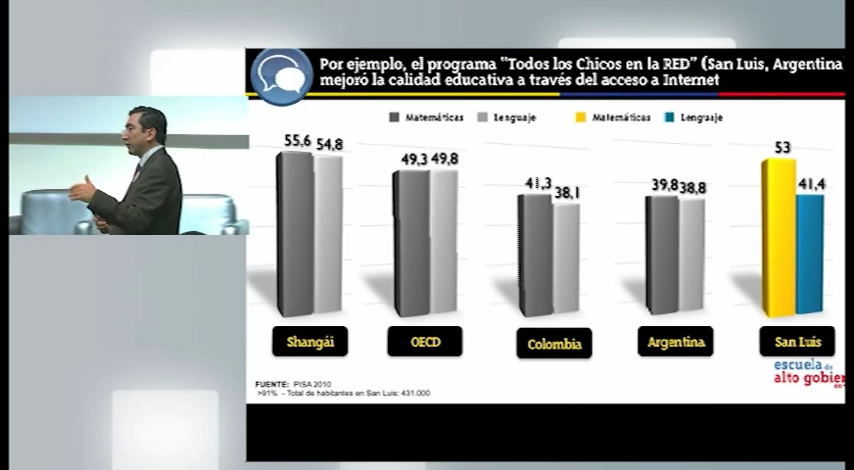 Por ejemplo, el programa "Todos los Chicos en la RED" (San Luis, Argentina
mejoró la calidad educativa a través del acceso a Internet
Matemáticas Lenguaje Matemáticas Lenguaje
55,6 54,8
49,3 49,8
41,3 38,1
39,8 38,8
53 41,4
Shangái OECD Colombia Argentina San Luis
escuela de
alto gobier
FUENTE: PISA 2010
>91% - Total de habitantes en San Luis: 431.000